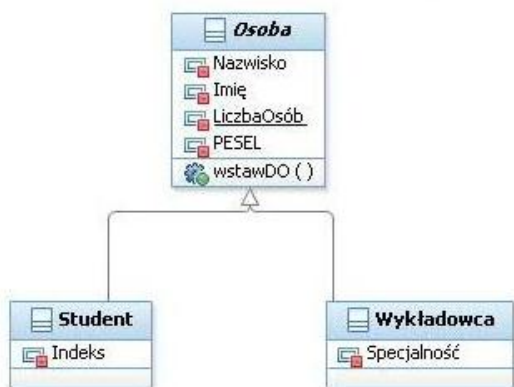 Osoba
Nazwisko
Imię
LiczbaOsób
PESEL
wstawDO ( )
Student
Indeks
Wykładowca
Specjalność